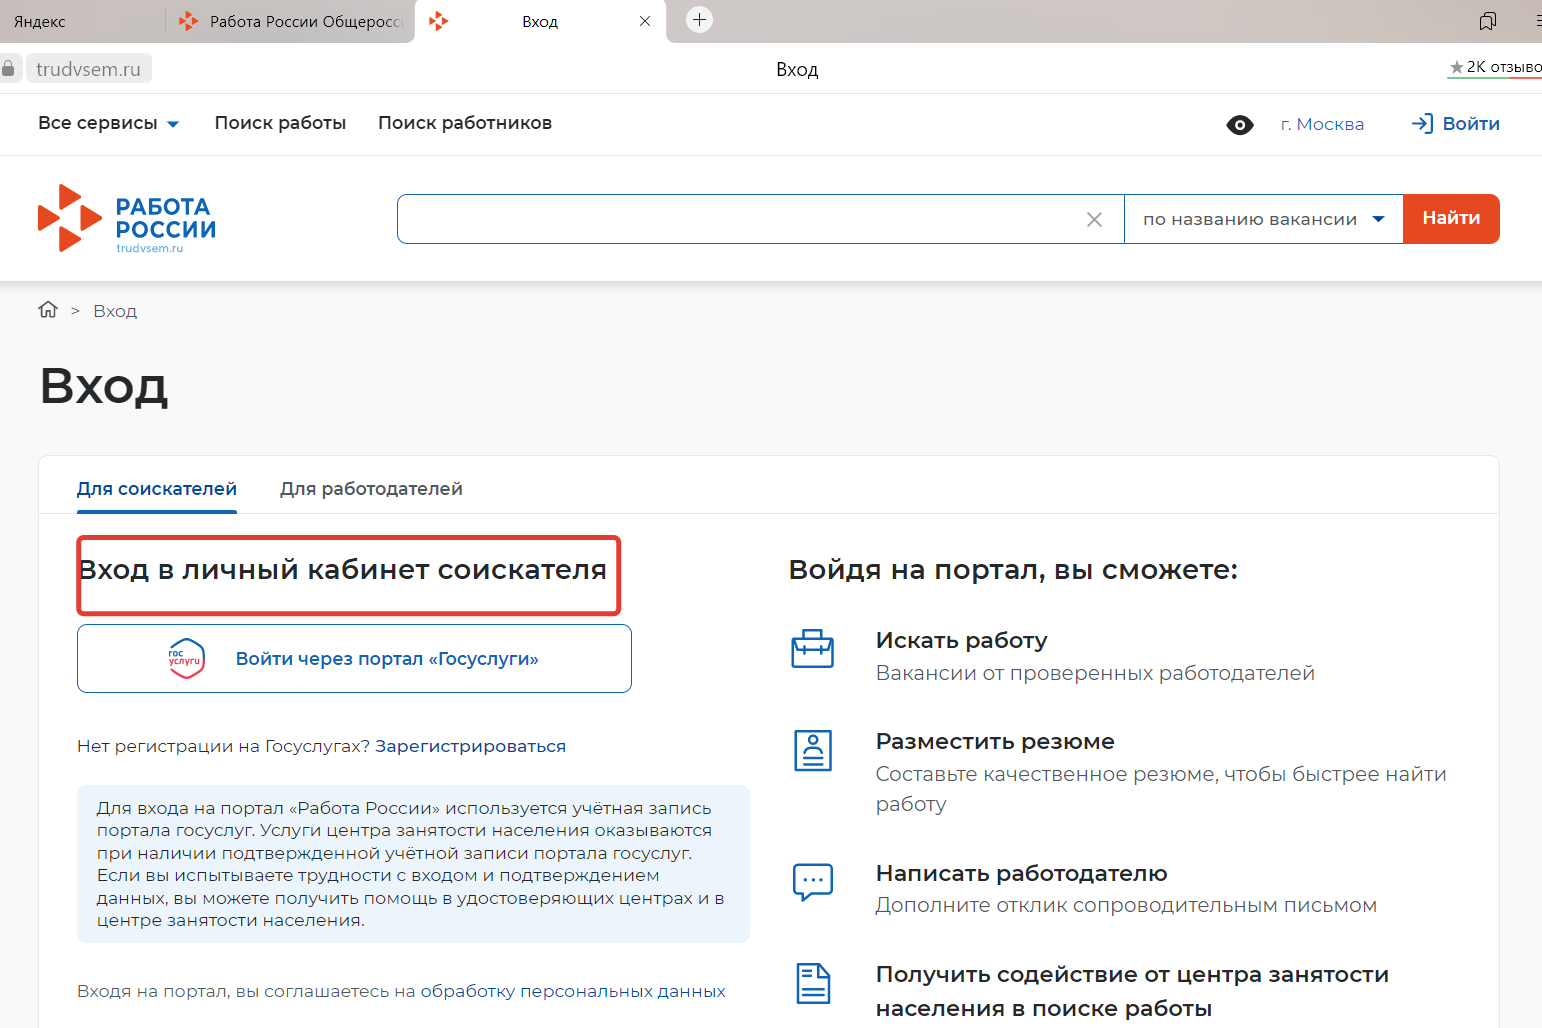 Яндекс
Работа России Общеросс
Вход
trudvsem.ru
Вход
2К отзыво
Все сервисы
Поиск работы
Поиск работников
г. Москва
Войти
РАБОТА
РОССИИ
trudvsem.ru
по названию вакансии
Найти
> Вход
Вход
Для соискателей
Для работодателей
Вход в личный кабинет соискателя
гос
услуги
Войти через портал «Госуслуги»
Нет регистрации на Госуслугах? Зарегистрироваться
Для входа на портал «Работа России» используется учётная запись
портала госуслуг. Услуги центра занятости населения оказываются
при наличии подтвержденной учётной записи портала госуслуг.
Если вы испытываете трудности с входом и подтверждением
данных, вы можете получить помощь в удостоверяющих центрах и в
центре занятости населения.
Входя на портал, вы соглашаетесь на обработку персональных данных
Войдя на портал, вы сможете:
Искать работу
Вакансии от проверенных работодателей
Разместить резюме
Составьте качественное резюме, чтобы быстрее найти
работу
Написать работодателю
Дополните отклик сопроводительным письмом
Получить содействие от центра занятости
населения в поиске работы